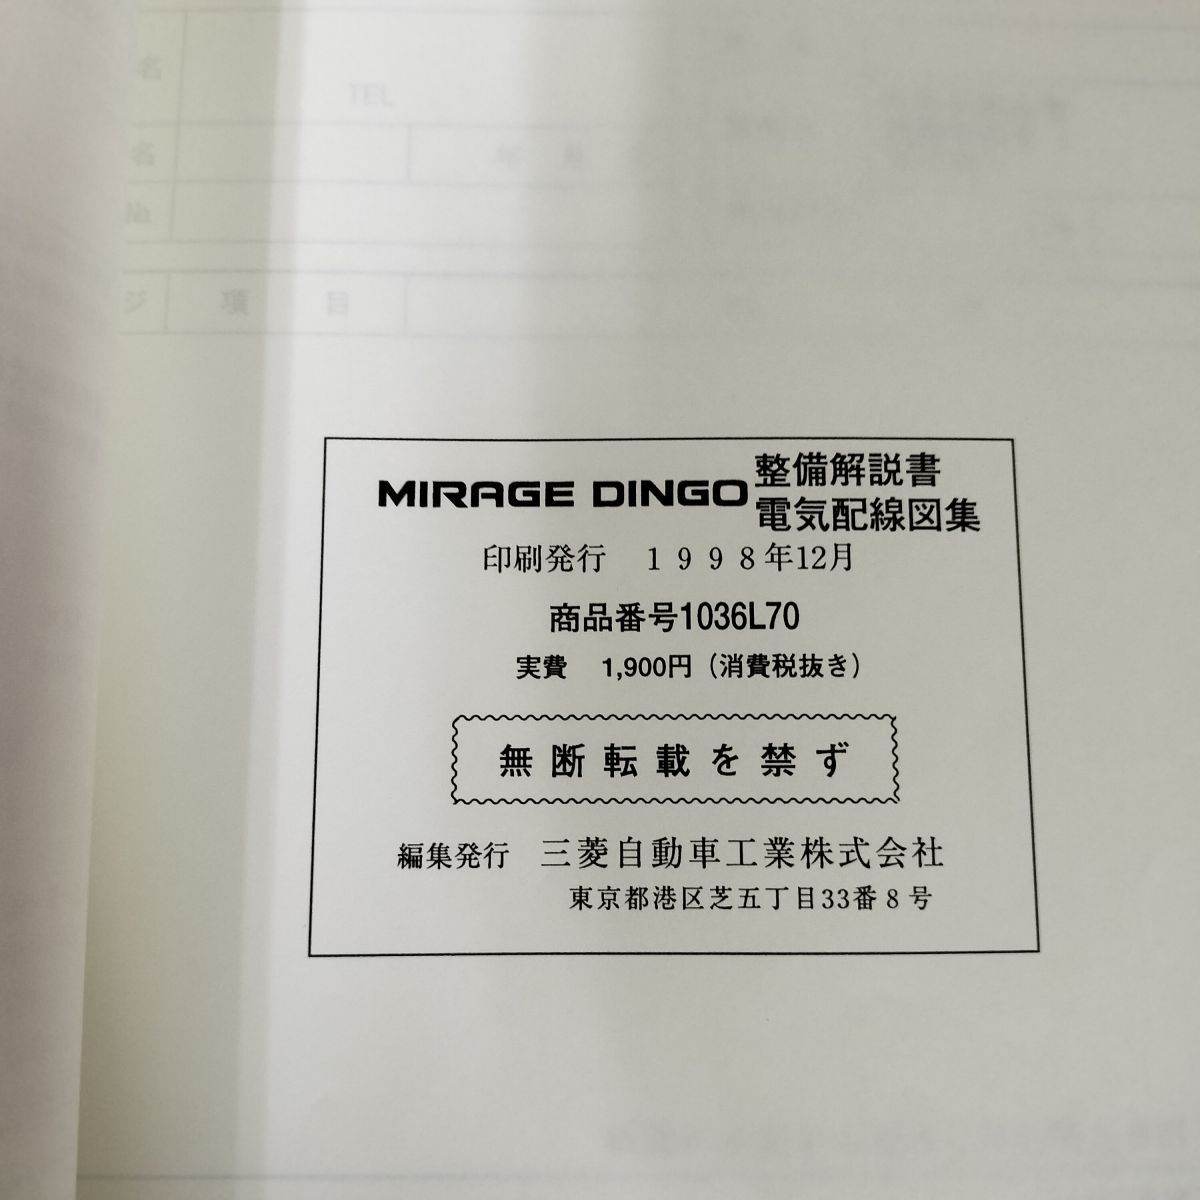 名
TEL
名
年 月
№
ジ 項 目
MIRAGE DINGO 整備解説書
電気配線図集
印刷発行 1998年12月
商品番号1036L70
実費 1,900円（消費税抜き）
無断転載を禁ず
編集発行 三菱自動車工業株式会社
東京都港区芝五丁目33番8号